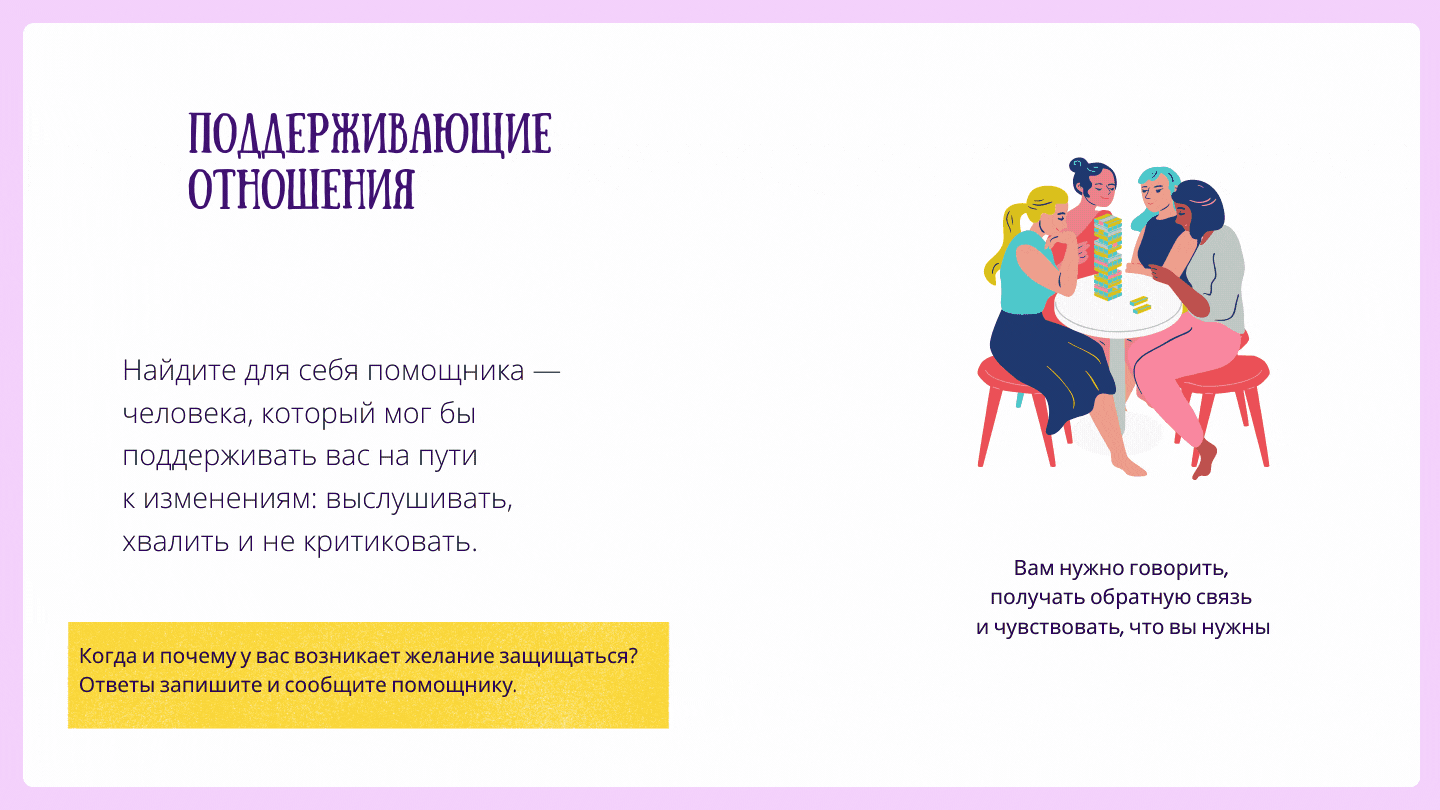 ПОДДЕРЖИВАЮЩИЕ
ОТНОШЕНИЯ
Найдите для себя помощника —
человека, который мог бы
поддерживать вас на пути
к изменениям: выслушивать,
хвалить и не критиковать.
Когда и почему у вас возникает желание защищаться?
Ответы запишите и сообщите помощнику.
Вам нужно говорить,
получать обратную связь
и чувствовать, что вы нужны